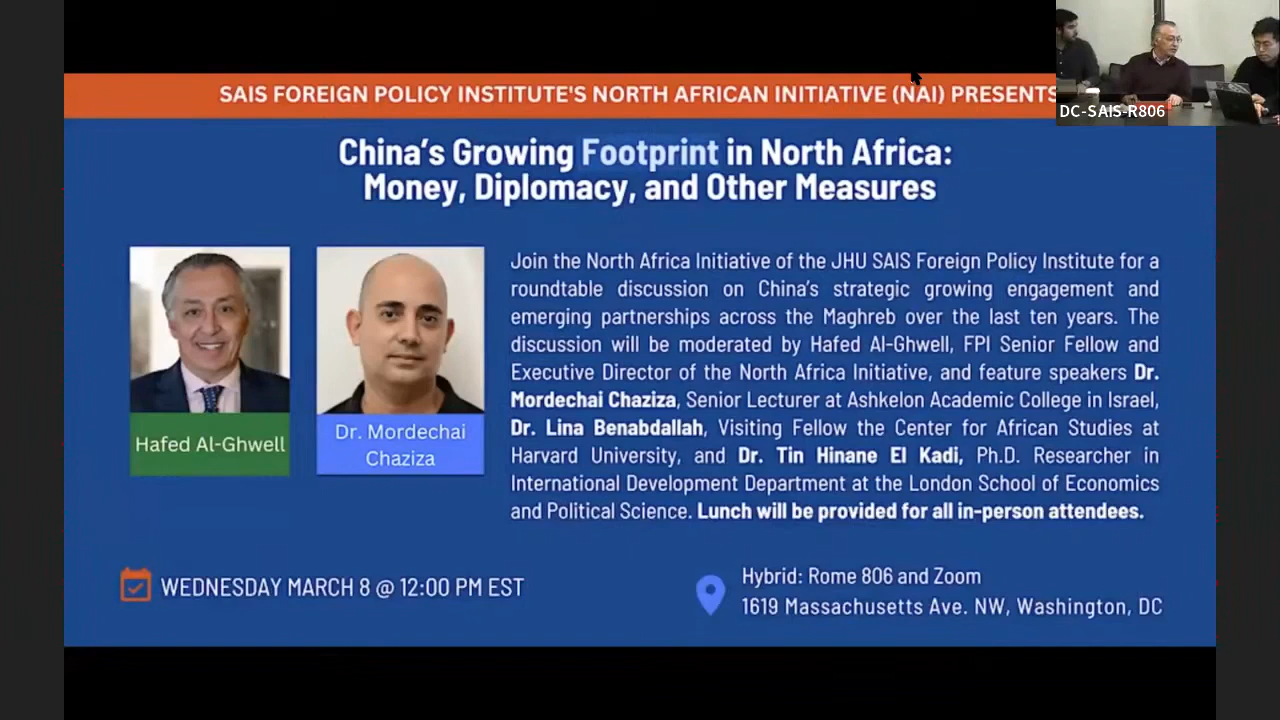 SAIS FOREIGN POLICY INSTITUTE'S NORTH AFRICAN INITIATIVE (NAI) PRESENTS
DC-SAIS-R806
China's Growing Footprint in North Africa:
Money, Diplomacy, and Other Measures
Hafed Al-Ghwell
Dr. Mordechai
Chaziza
Join the North Africa Initiative of the JHU SAIS Foreign Policy Institute for a
roundtable discussion on China's strategic growing engagement and
emerging partnerships across the Maghreb over the last ten years. The
discussion will be moderated by Hafed Al-Ghwell, FPI Senior Fellow and
Executive Director of the North Africa Initiative, and feature speakers Dr.
Mordechai Chaziza, Senior Lecturer at Ashkelon Academic College in Israel,
Dr. Lina Benabdallah, Visiting Fellow the Center for African Studies at
Harvard University, and Dr. Tin Hinane El Kadi, Ph.D. Researcher in
International Development Department at the London School of Economics
and Political Science. Lunch will be provided for all in-person attendees.
WEDNESDAY MARCH 8 @ 12:00 PM EST
Hybrid: Rome 806 and Zoom
1619 Massachusetts Ave. NW, Washington, DC